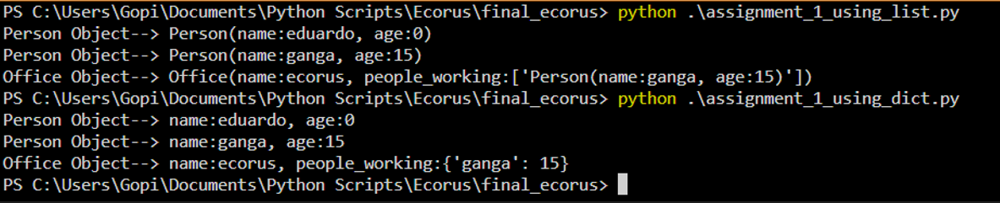 PS C:\Users\Gopi\Documents\Python Scripts\Ecorus\final_ecorus> python .\assignment_1_using_list.py
Person Object--> Person(name:eduardo, age:0)
Person Object--> Person(name:ganga, age:15)
Office Object--> Office(name:ecorus, people_working:['Person(name:ganga, age:15)'])
PS C:\Users\Gopi\Documents\Python Scripts\Ecorus\final_ecorus> python .\assignment_1_using_dict.py
Person Object--> name:eduardo, age:0
Person Object--> name:ganga, age:15
Office Object--> name:ecorus, people_working:{'ganga': 15}
PS C:\Users\Gopi\Documents\Python Scripts\Ecorus\final_ecorus>